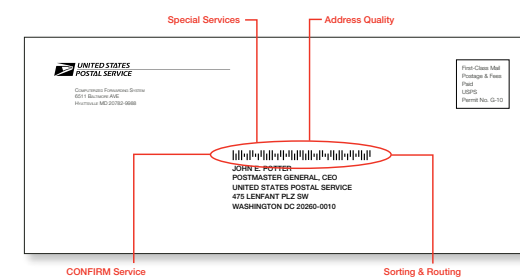 Special Services
Address Quality
UNITED STATES
POSTAL SERVICE
COMPUTERIZED FORWARDING SYSTEM
6011 BALTIMORE AVE
HYATTSVILLE MD 20782-9998
First-Class Mail
Postage & Fees
Paid
USPS
Permit No. G-10
JOHN E. POTTER
POSTMASTER GENERAL, CEO
UNITED STATES POSTAL SERVICE
475 LENFANT PLZ SW
WASHINGTON DC 20260-0010
CONFIRM Service
Sorting & Routing